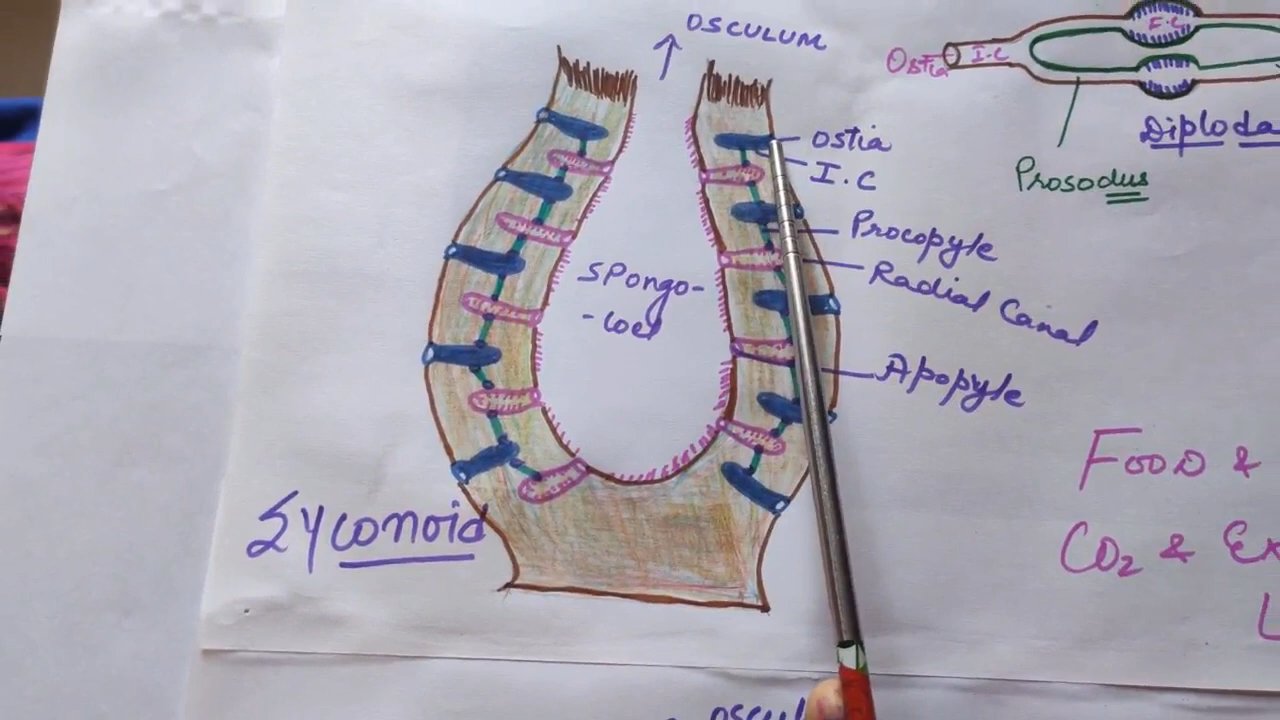 OSCULUM
Ostia
I.C
F.C
Diploda
Prosodus
Ostia
I.C
Procopyle
Radial Canal
Apopyle
SPongo-
-coel
Syconoid
FOOD &
CO₂ & Ex
L
OSCUL